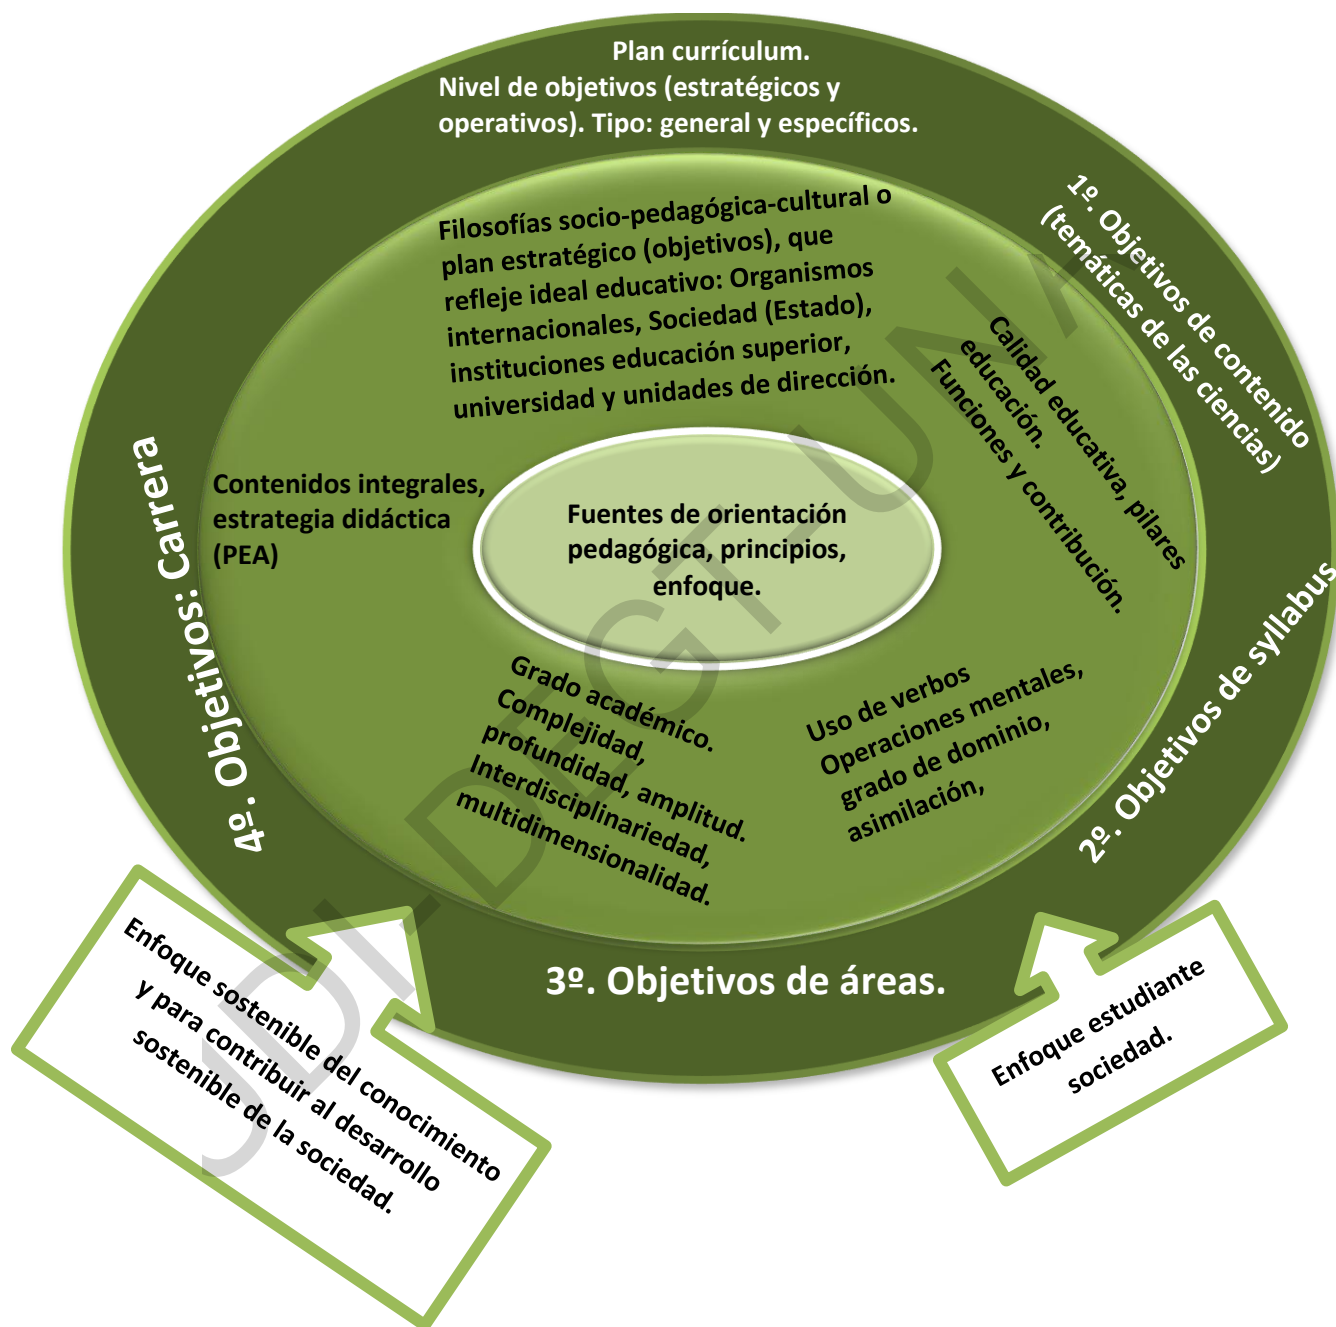 Plan currículum.
Nivel de objetivos (estratégicos y
operativos). Tipo: general y específicos.
1º. Objetivos de contenido
(temáticas de las ciencias)
Filosofías socio-pedagógica-cultural o
plan estratégico (objetivos), que
refleje ideal educativo: Organismos
internacionales, Sociedad (Estado),
instituciones educación superior,
universidad y unidades de dirección.
Calidad educativa, pilares
educación.
Funciones y contribución.
4º. Objetivos: Carrera
Contenidos integrales,
estrategia didáctica
(PEA)
Fuentes de orientación
pedagógica, principios,
enfoque.
2º. Objetivos de syllabus
Grado académico.
Complejidad,
profundidad, amplitud.
Interdisciplinariedad,
multidimensionalidad.
Uso de verbos
Operaciones mentales,
grado de dominio,
asimilación,
3º. Objetivos de áreas.
Enfoque sostenible del conocimiento
y para contribuir al desarrollo
sostenible de la sociedad.
Enfoque estudiante
sociedad.
UDI-DEGT-UNA